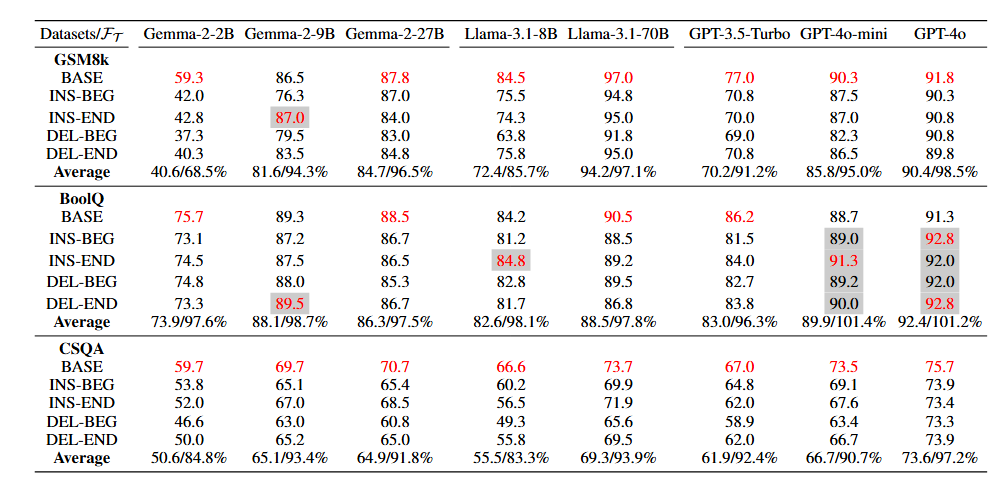 Datasets/𝓕𝒯 Gemma-2-2B Gemma-2-9B Gemma-2-27B Llama-3.1-8B Llama-3.1-70B GPT-3.5-Turbo GPT-4o-mini GPT-4o
GSM8k
BASE 59.3 86.5 87.8 84.5 97.0 77.0 90.3 91.8
INS-BEG 42.0 76.3 87.0 75.5 94.8 70.8 87.5 90.3
INS-END 42.8 87.0 84.0 74.3 95.0 70.0 87.0 90.8
DEL-BEG 37.3 79.5 83.0 63.8 91.8 69.0 82.3 90.8
DEL-END 40.3 83.5 84.8 75.8 95.0 70.8 86.5 89.8
Average 40.6/68.5% 81.6/94.3% 84.7/96.5% 72.4/85.7% 94.2/97.1% 70.2/91.2% 85.8/95.0% 90.4/98.5%
BoolQ
BASE 75.7 89.3 88.5 84.2 90.5 86.2 88.7 91.3
INS-BEG 73.1 87.2 86.7 81.2 88.5 81.5 89.0 92.8
INS-END 74.5 87.5 86.5 84.8 89.2 84.0 91.3 92.0
DEL-BEG 74.8 88.0 85.3 82.8 89.5 82.7 89.2 92.0
DEL-END 73.3 89.5 86.7 81.7 86.8 83.8 90.0 92.8
Average 73.9/97.6% 88.1/98.7% 86.3/97.5% 82.6/98.1% 88.5/97.8% 83.0/96.3% 89.9/101.4% 92.4/101.2%
CSQA
BASE 59.7 69.7 70.7 66.6 73.7 67.0 73.5 75.7
INS-BEG 53.8 65.1 65.4 60.2 69.9 64.8 69.1 73.9
INS-END 52.0 67.0 68.5 56.5 71.9 62.0 67.6 73.4
DEL-BEG 46.6 63.0 60.8 49.3 65.6 58.9 63.4 73.3
DEL-END 50.0 65.2 65.0 55.8 69.5 62.0 66.7 73.9
Average 50.6/84.8% 65.1/93.4% 64.9/91.8% 55.5/83.3% 69.3/93.9% 61.9/92.4% 66.7/90.7% 73.6/97.2%